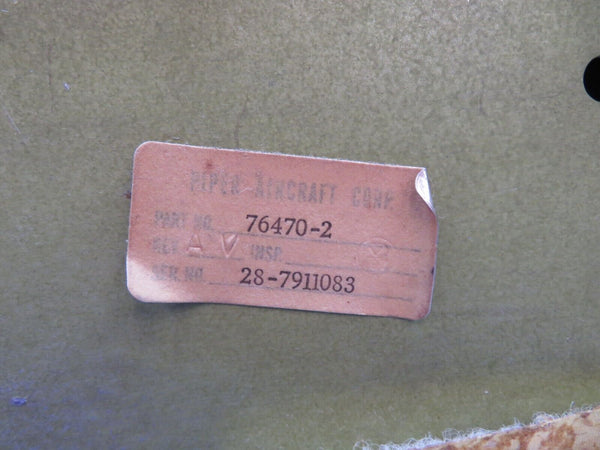 PIPER AIRCRAFT CORP
PART NO. 76470-2
REV A INSP.
SER NO. 28-7911083